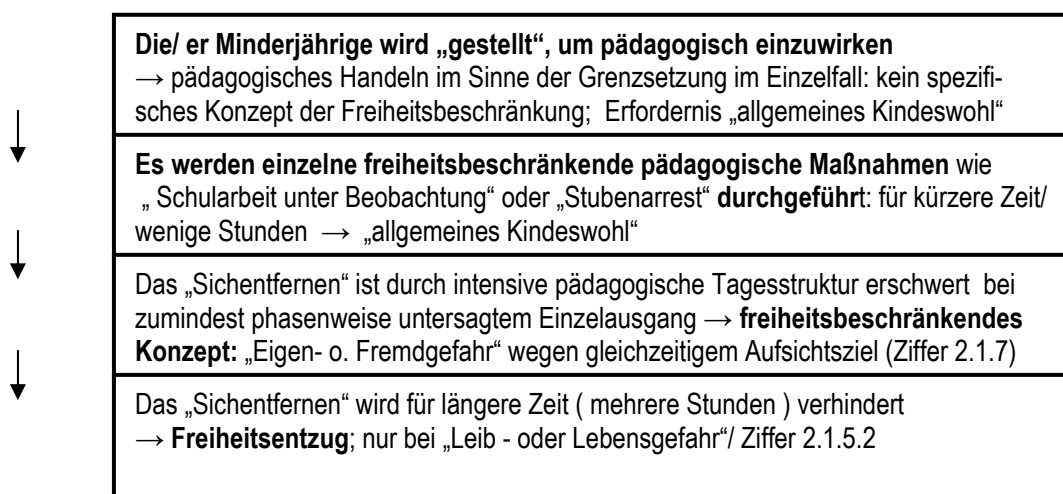 Die/ er Minderjährige wird „gestellt“, um pädagogisch einzuwirken
→ pädagogisches Handeln im Sinne der Grenzsetzung im Einzelfall: kein spezifi-
sches Konzept der Freiheitsbeschränkung; Erfordernis „allgemeines Kindeswohl“
Es werden einzelne freiheitsbeschränkende pädagogische Maßnahmen wie
„ Schularbeit unter Beobachtung“ oder „Stubenarrest“ durchgeführt: für kürzere Zeit/
wenige Stunden → „allgemeines Kindeswohl“
Das „Sichentfernen“ ist durch intensive pädagogische Tagesstruktur erschwert bei
zumindest phasenweise untersagtem Einzelausgang → freiheitsbeschränkendes
Konzept: „Eigen- o. Fremdgefahr“ wegen gleichzeitigem Aufsichtsziel (Ziffer 2.1.7)
Das „Sichentfernen“ wird für längere Zeit ( mehrere Stunden ) verhindert
→ Freiheitsentzug; nur bei „Leib - oder Lebensgefahr“/ Ziffer 2.1.5.2